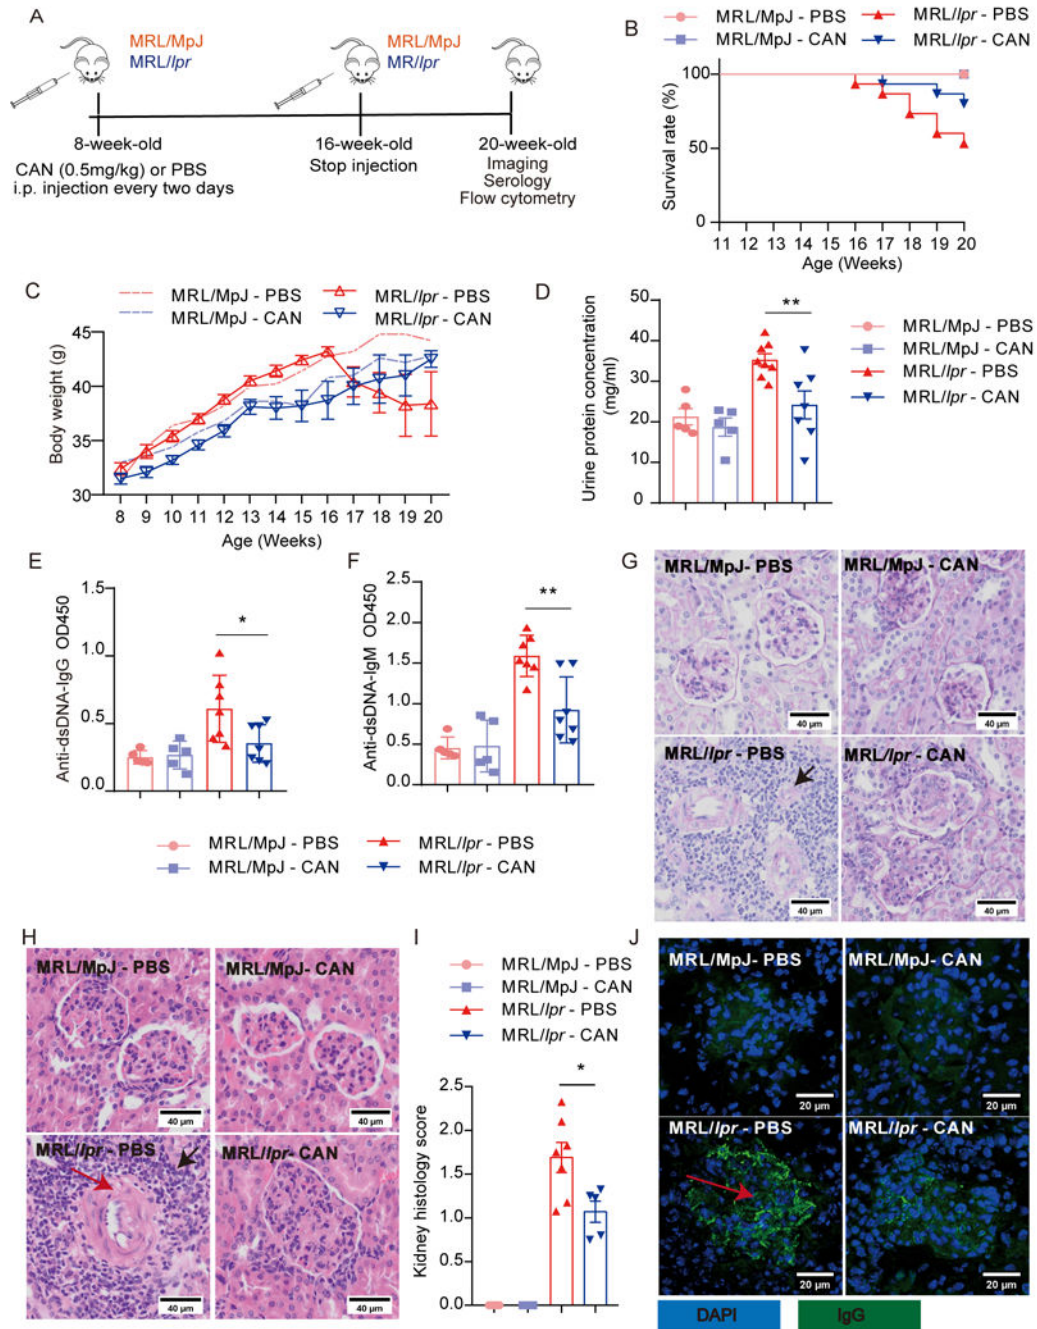 A
MRL/MpJ
MRL/lpr
MRL/MpJ
MR/lpr
8-week-old
16-week-old
20-week-old
CAN (0.5mg/kg) or PBS
i.p. injection every two days
Stop injection
Imaging
Serology
Flow cytometry
B
MRL/MpJ - PBS
MRL/lpr - PBS
MRL/MpJ - CAN
MRL/lpr - CAN
Survival rate (%)
100
50
0
11 12 13 14 15 16 17 18 19 20
Age (Weeks)
C
MRL/MpJ - PBS
MRL/lpr - PBS
MRL/MpJ - CAN
MRL/lpr - CAN
Body weight (g)
45
40
35
30
8 9 10 11 12 13 14 15 16 17 18 19 20
Age (Weeks)
D
Urine protein concentration
(mg/ml)
50
40
30
20
10
0
**
MRL/MpJ - PBS
MRL/MpJ - CAN
MRL/lpr - PBS
MRL/lpr - CAN
E
Anti-dsDNA-IgG OD450
1.5
1.0
0.5
0.0
*
F
Anti-dsDNA-IgM OD450
2.5
2.0
1.5
1.0
0.5
0.0
**
MRL/MpJ - PBS
MRL/lpr - PBS
MRL/MpJ - CAN
MRL/lpr - CAN
G
MRL/MpJ- PBS
MRL/MpJ - CAN
40 µm
40 µm
MRL/lpr - PBS
MRL/lpr - CAN
40 µm
40 µm
H
MRL/MpJ - PBS
MRL/MpJ- CAN
40 µm
40 µm
MRL/lpr - PBS
MRL/lpr- CAN
40 µm
40 µm
I
MRL/MpJ - PBS
MRL/MpJ - CAN
MRL/lpr - PBS
MRL/lpr - CAN
Kidney histology score
2.5
2.0
1.5
1.0
0.5
0.0
*
J
MRL/MpJ- PBS
MRL/MpJ- CAN
20 µm
20 µm
MRL/lpr - PBS
MRL/lpr - CAN
20 µm
20 µm
DAPI
IgG